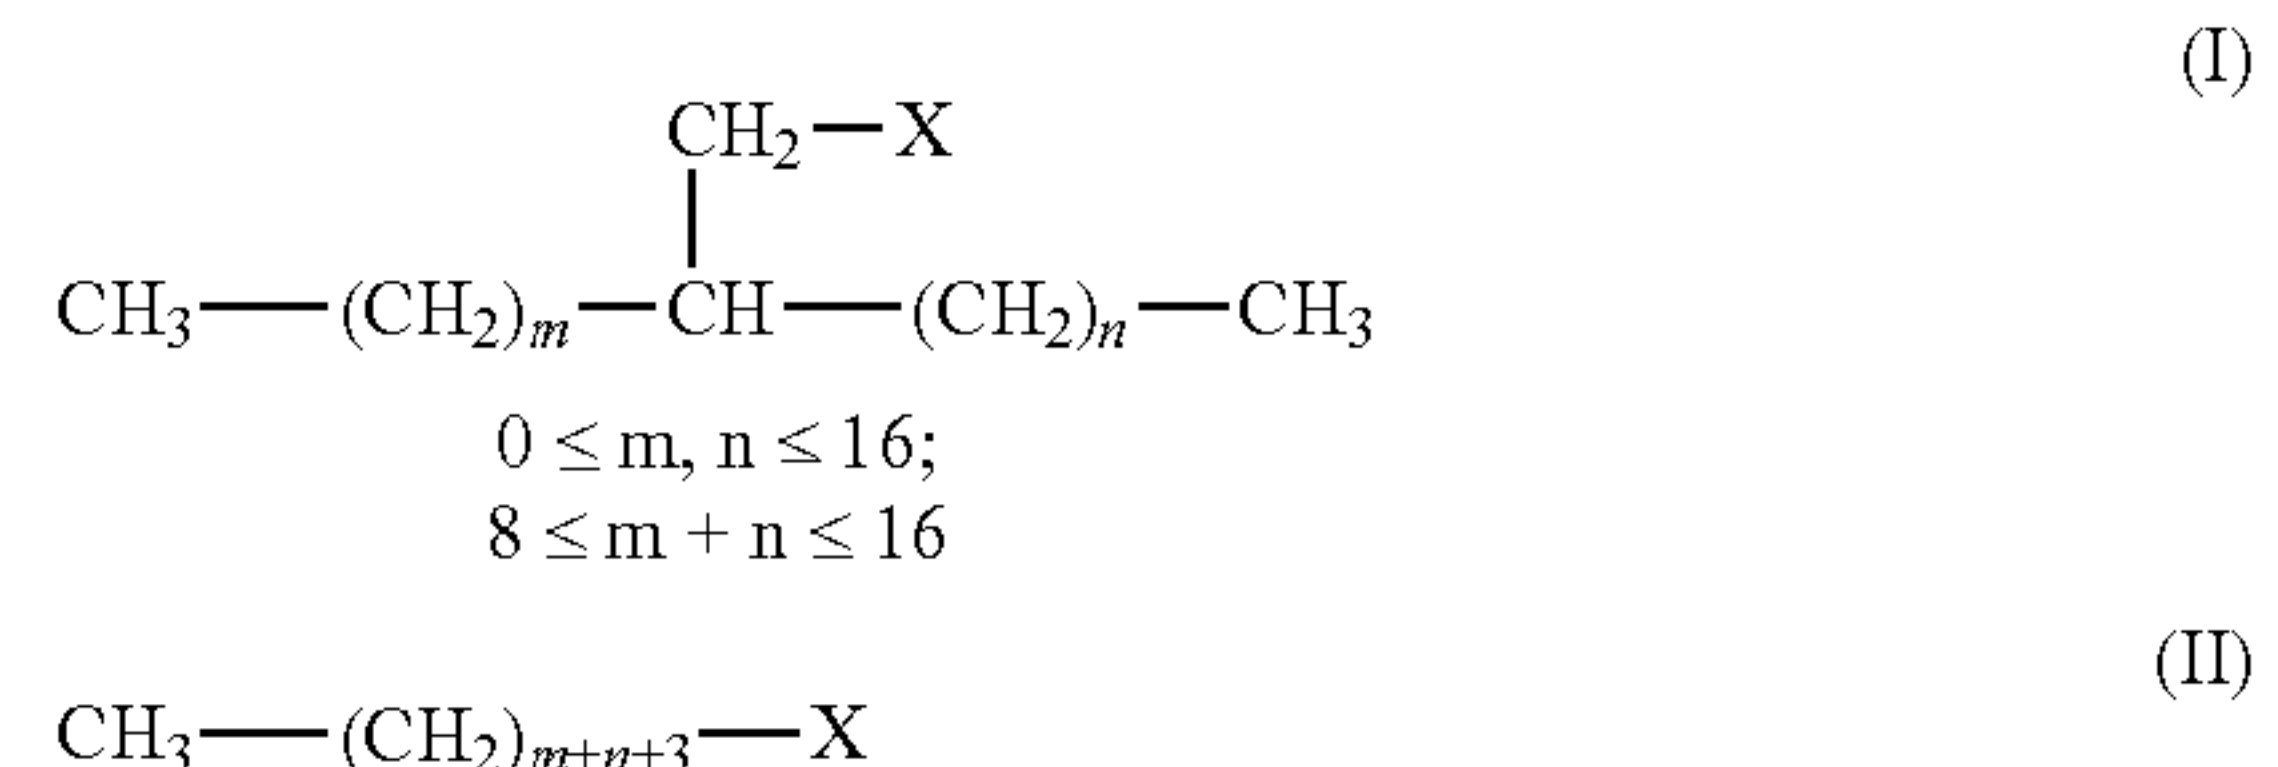 (I)
CH₂—X
CH₃—(CH₂)ₘ—CH—(CH₂)ₙ—CH₃
0 ≤ m, n ≤ 16;
8 ≤ m + n ≤ 16
(II)
CH₃—(CH₂)ₘ₊ₙ₊₃—X